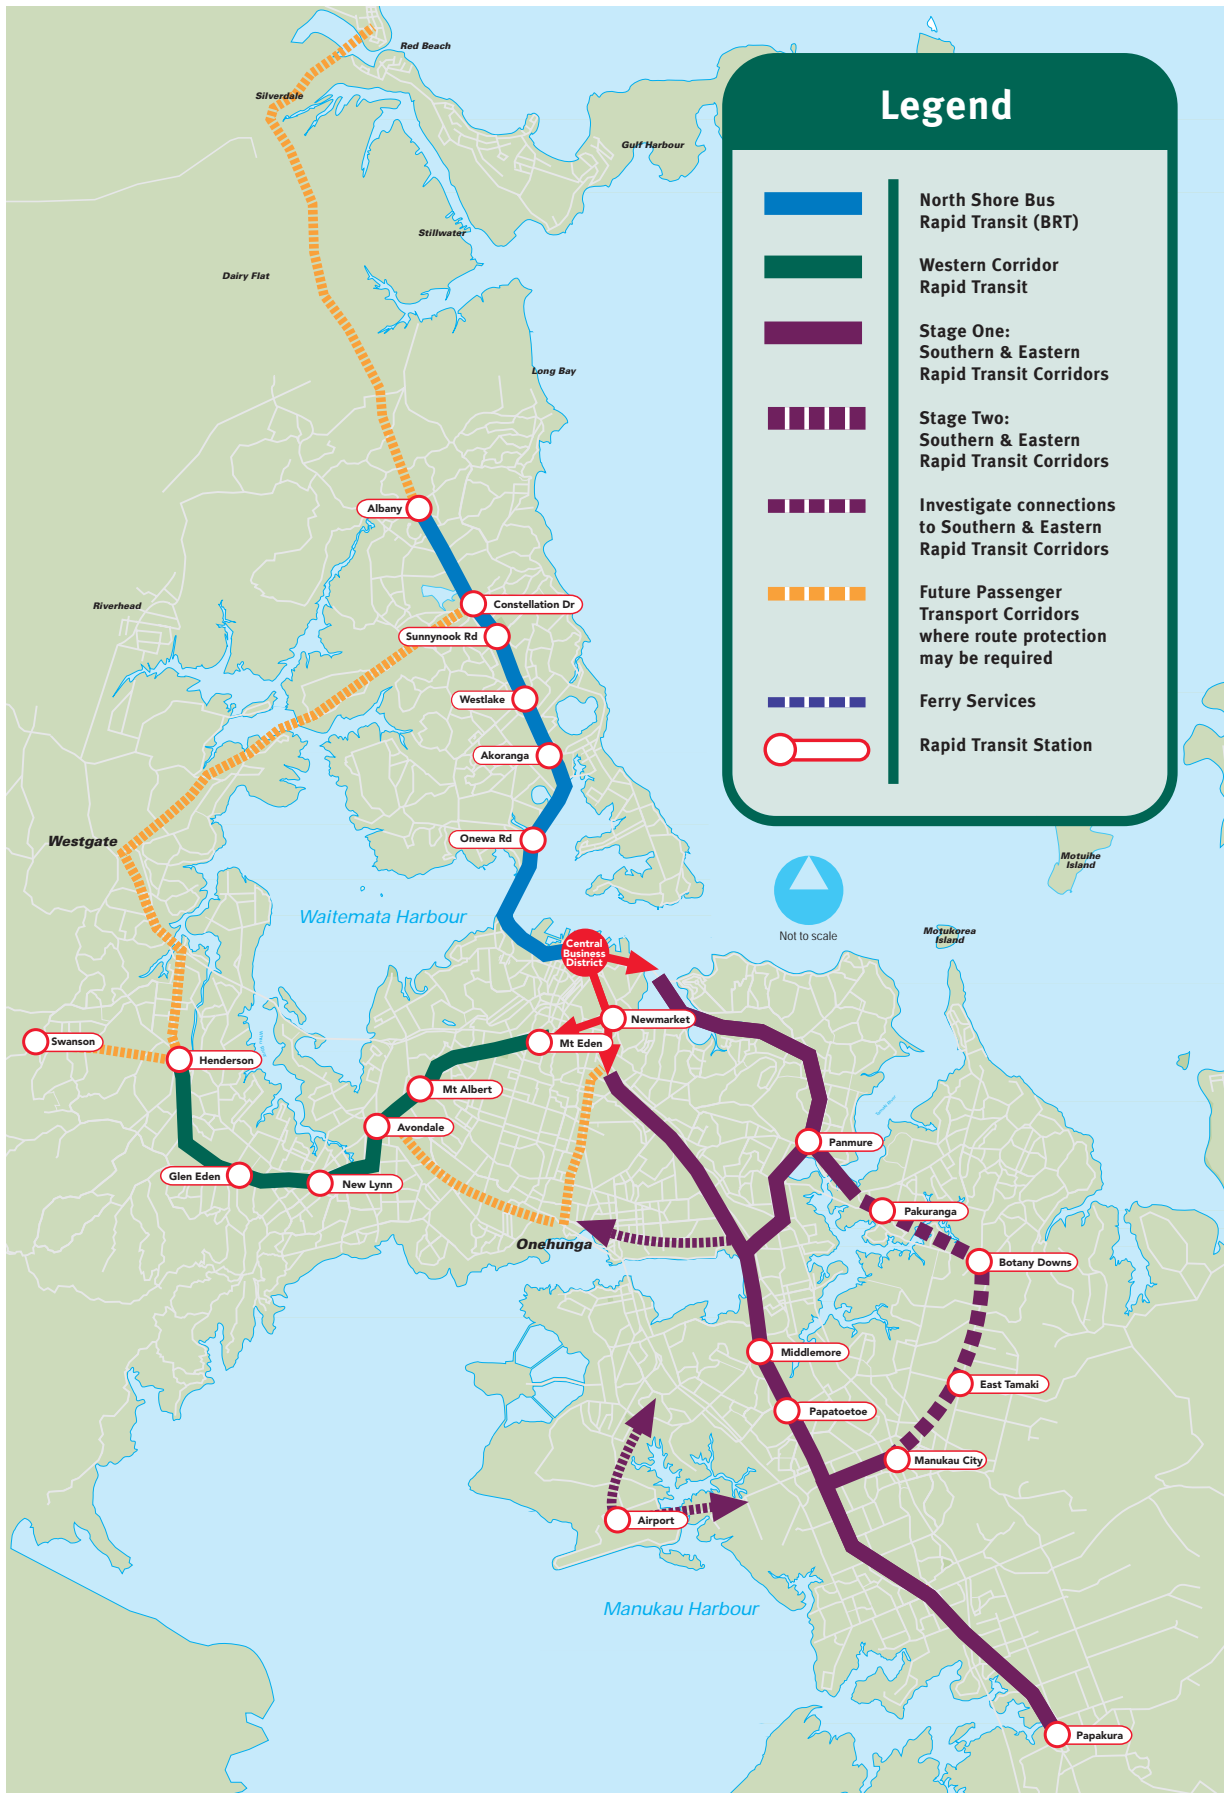 Red Beach
Silverdale
Gulf Harbour
Stillwater
Dairy Flat
Long Bay
Legend
North Shore Bus
Rapid Transit (BRT)
Western Corridor
Rapid Transit
Stage One:
Southern & Eastern
Rapid Transit Corridors
Stage Two:
Southern & Eastern
Rapid Transit Corridors
Investigate connections
to Southern & Eastern
Rapid Transit Corridors
Future Passenger
Transport Corridors
where route protection
may be required
Ferry Services
Rapid Transit Station
Albany
Riverhead
Constellation Dr
Sunnynook Rd
Westlake
Akoranga
Onewa Rd
Westgate
Motuihe
Island
Waitemata Harbour
Not to scale
Motukorea
Island
Central
Business
District
Newmarket
Swanson
Mt Eden
Henderson
Mt Albert
Avondale
Panmure
Glen Eden
New Lynn
Pakuranga
Onehunga
Botany Downs
Middlemore
East Tamaki
Papatoetoe
Manukau City
Airport
Manukau Harbour
Papakura